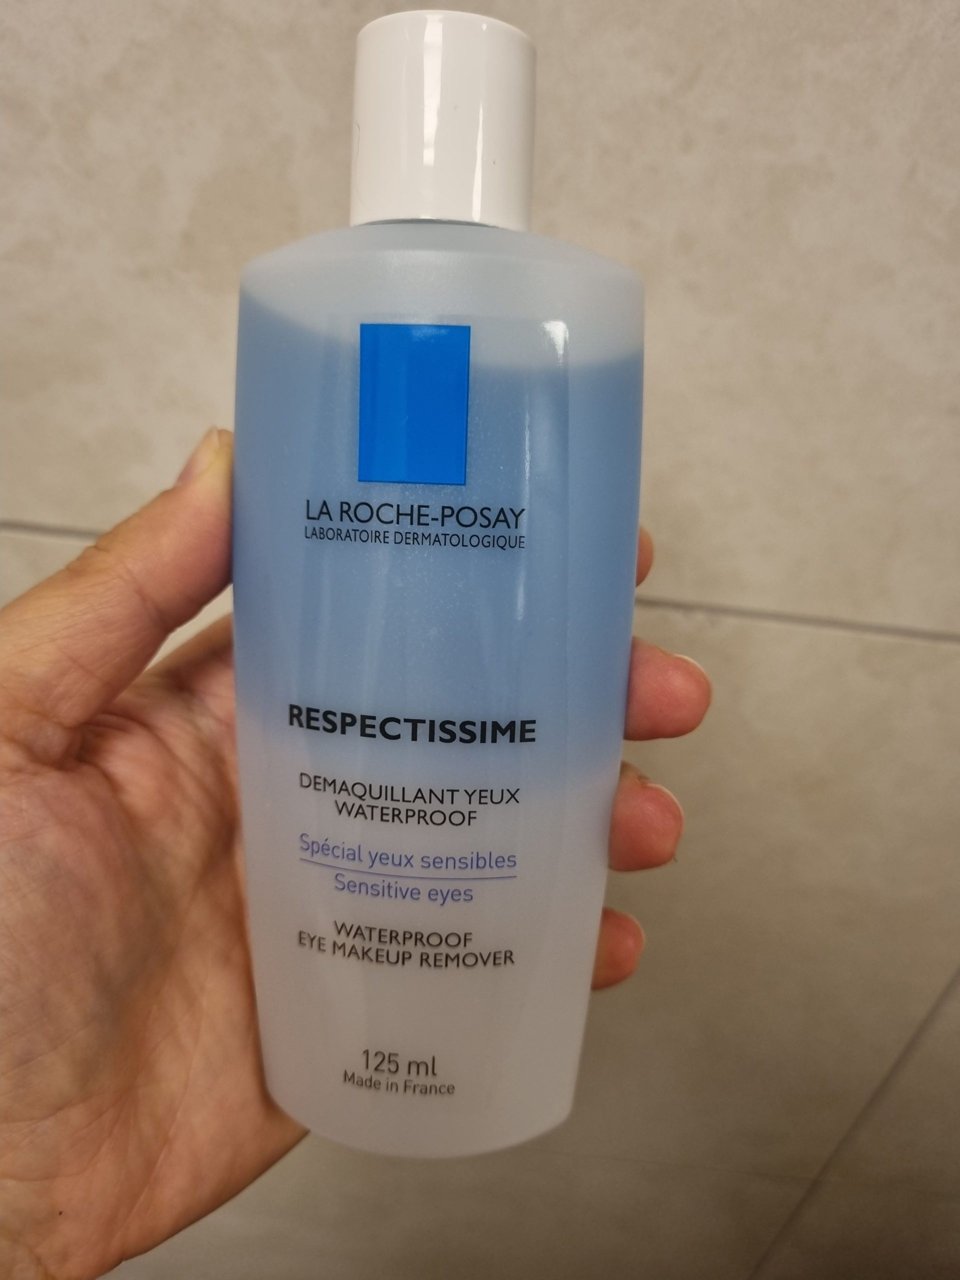 LA ROCHE-POSAY
LABORATOIRE DERMATOLOGIQUE
RESPECTISSIME
DEMAQUILLANT YEUX
WATERPROOF
Spécial yeux sensibles
Sensitive eyes
WATERPROOF
EYE MAKEUP REMOVER
125 ml
Made in France